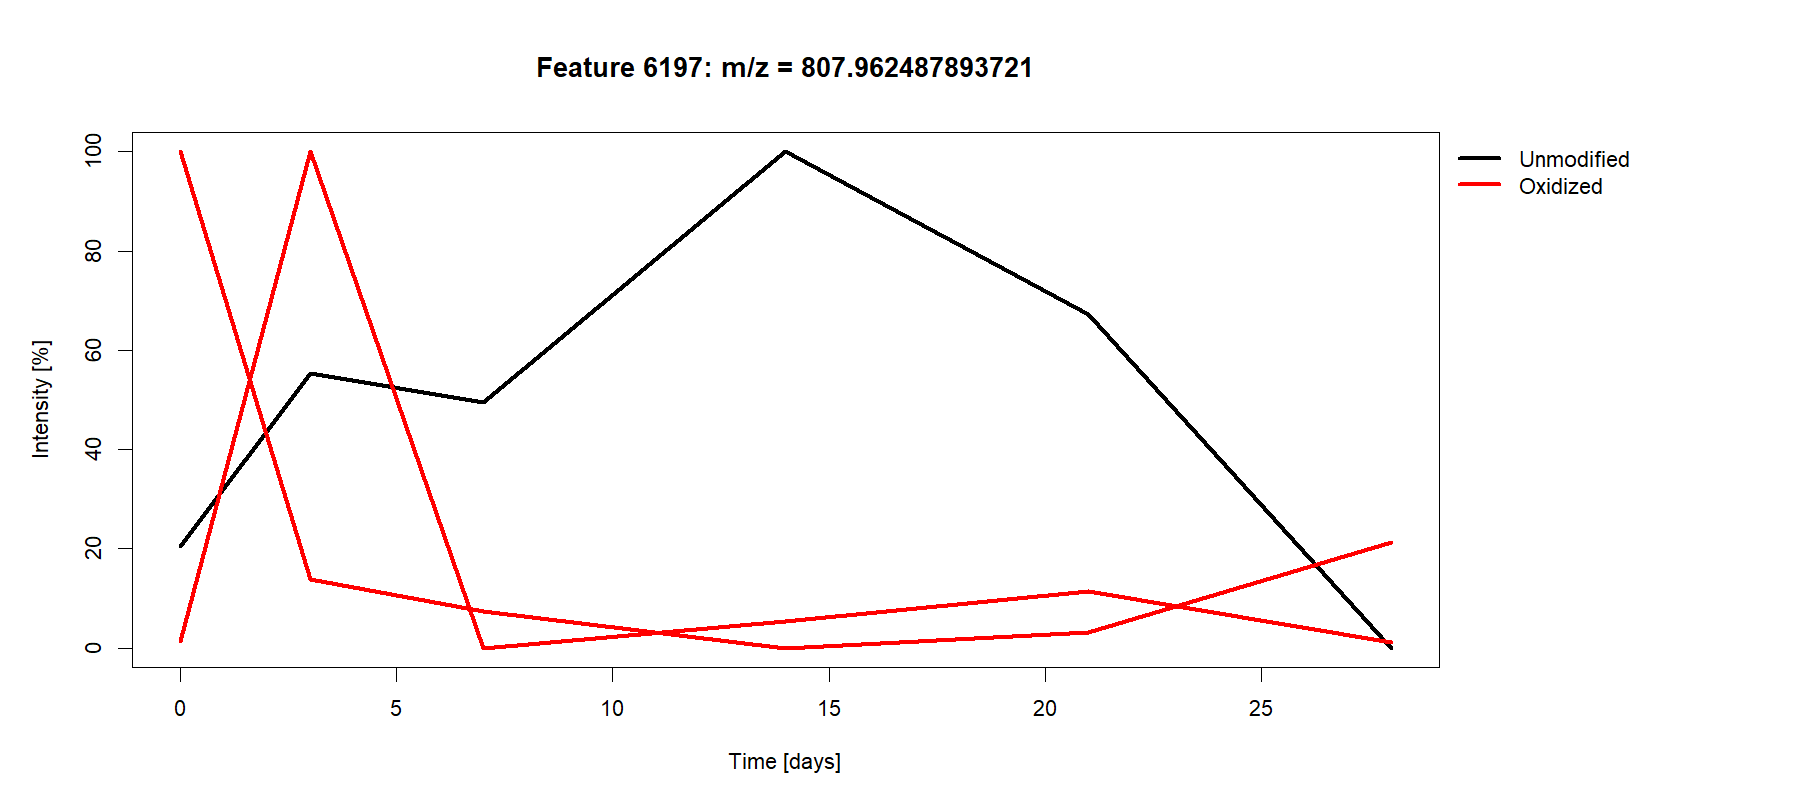 Feature 6197: m/z = 807.962487893721
Unmodified
Oxidized
Intensity [%]
100
80
60
40
20
0
0 5 10 15 20 25
Time [days]